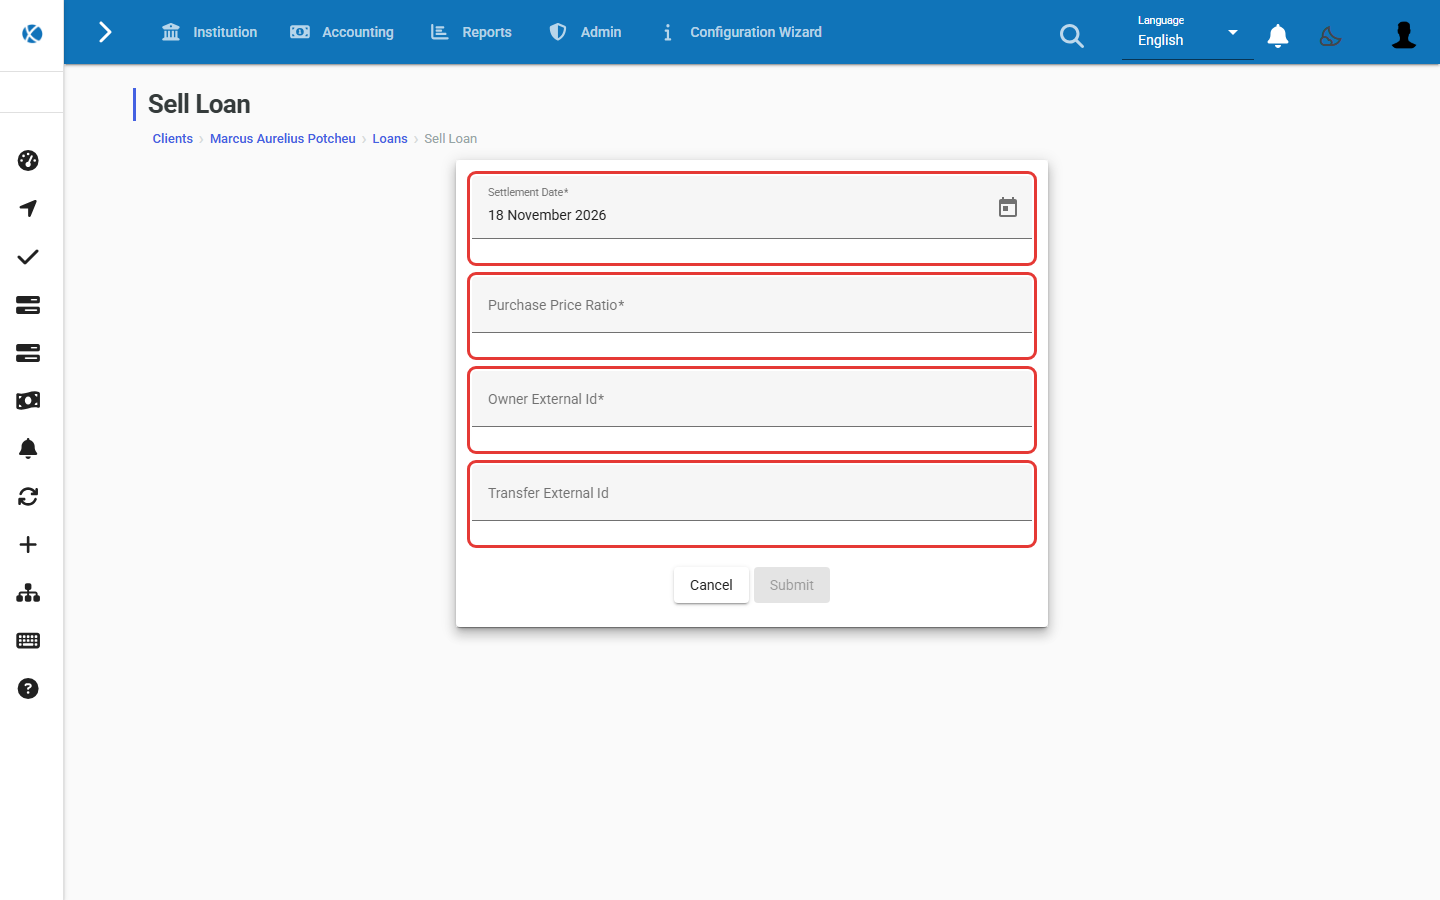 Institution
Accounting
Reports
Admin
Configuration Wizard
Language
English
Sell Loan
Clients › Marcus Aurelius Potcheu › Loans › Sell Loan
Settlement Date*
18 November 2026
Purchase Price Ratio*
Owner External Id*
Transfer External Id
Cancel
Submit